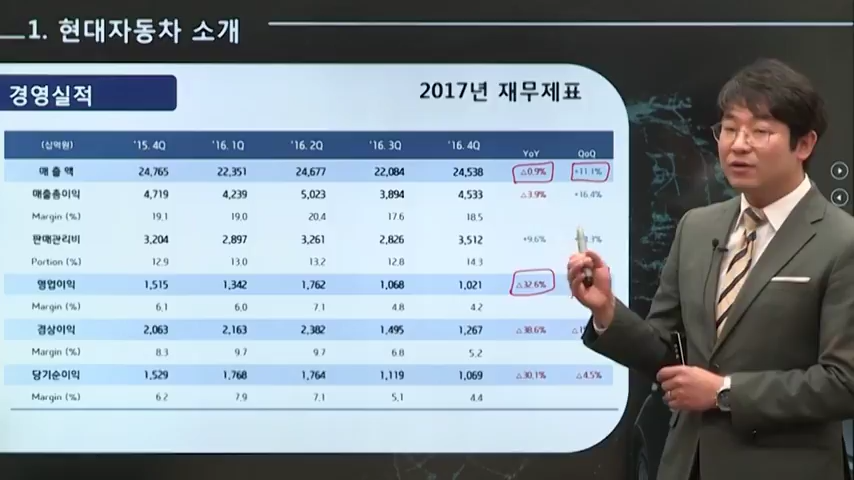 1. 현대자동차 소개
경영실적
2017년 재무제표
(십억원) '15. 4Q '16. 1Q '16. 2Q '16. 3Q '16. 4Q YoY QoQ
매 출 액 24,765 22,351 24,677 22,084 24,538 △0.9% +11.1%
매출총이익 4,719 4,239 5,023 3,894 4,533 △3.9% +16.4%
Margin (%) 19.1 19.0 20.4 17.6 18.5
판매관리비 3,204 2,897 3,261 2,826 3,512 +9.6%
Portion (%) 12.9 13.0 13.2 12.8 14.3
영업이익 1,515 1,342 1,762 1,068 1,021 △32.6%
Margin (%) 6.1 6.0 7.1 4.8 4.2
경상이익 2,063 2,163 2,382 1,495 1,267 △38.6%
Margin (%) 8.3 9.7 9.7 6.8 5.2
당기순이익 1,529 1,768 1,764 1,119 1,069 △30.1% △4.5%
Margin (%) 6.2 7.9 7.1 5.1 4.4